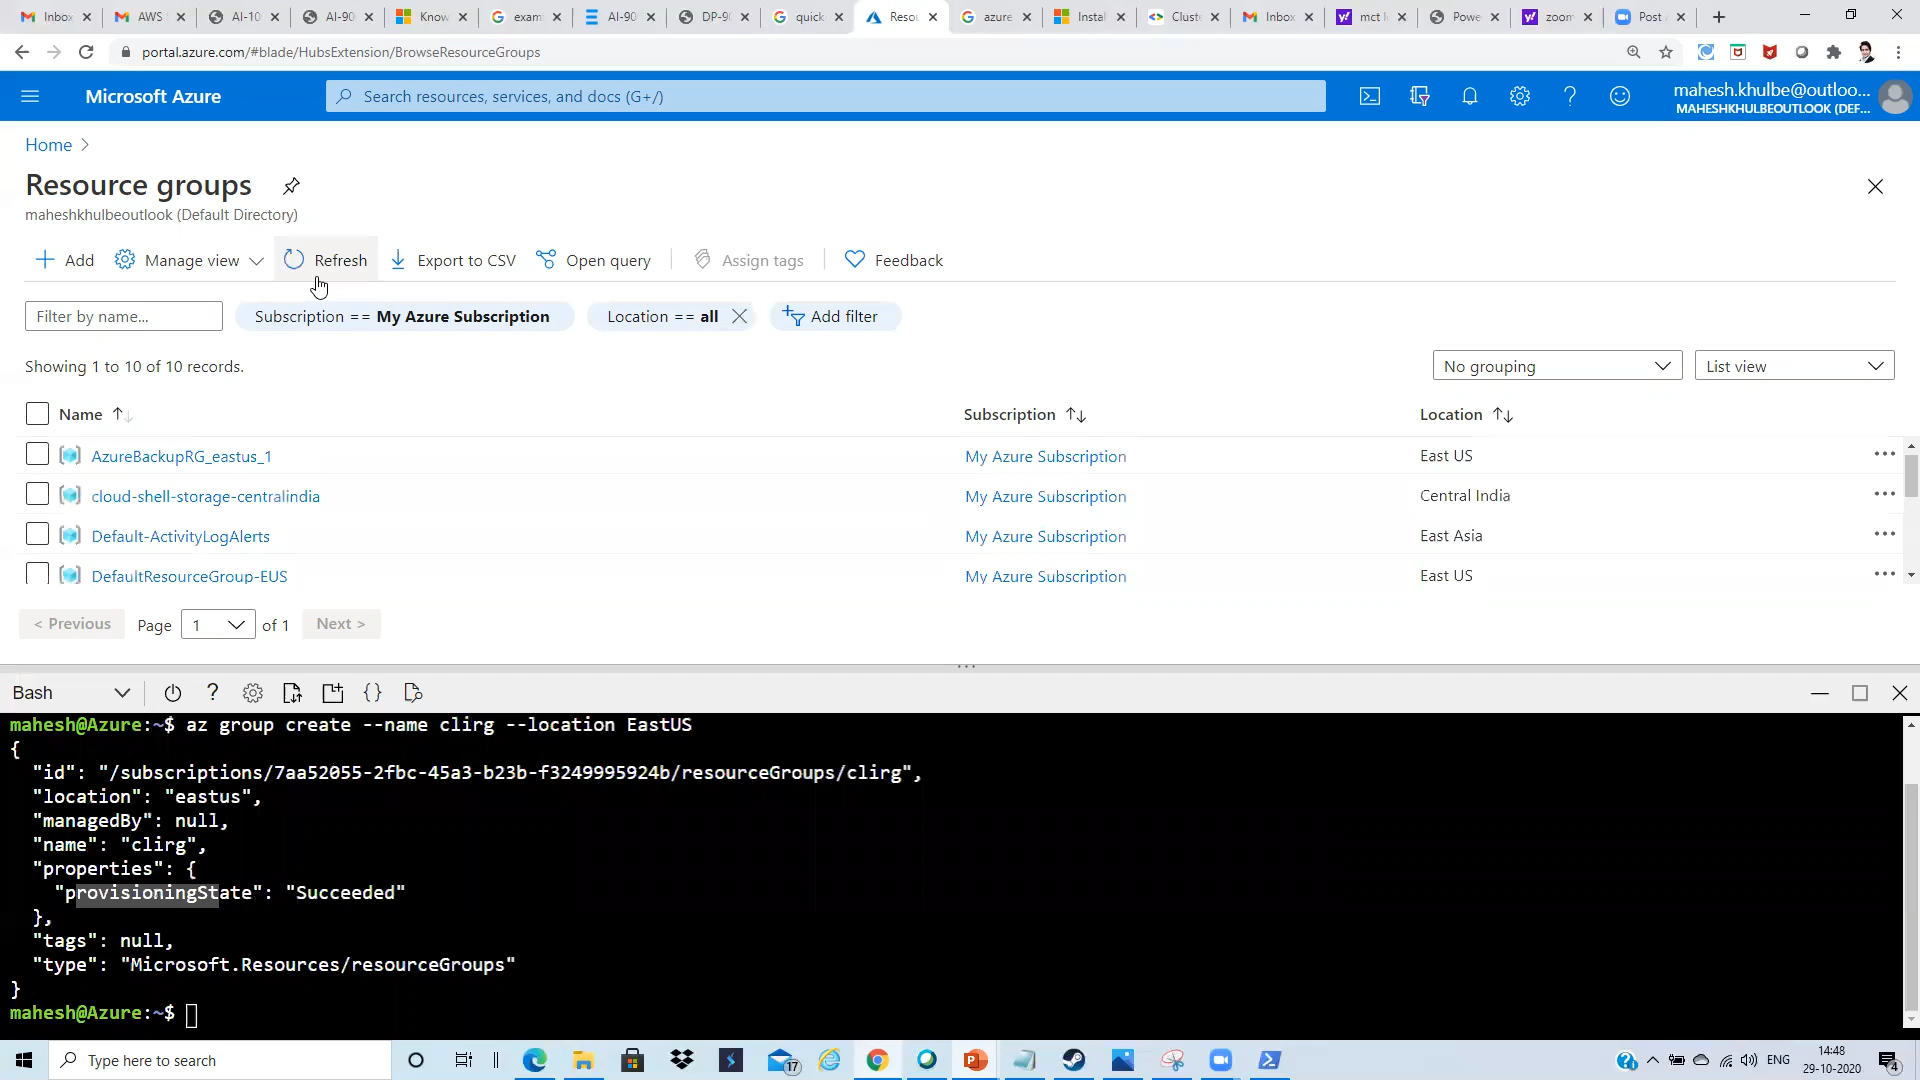 Inbox
AWS
AI-10
AI-90
Know
exam
AI-90
DP-90
quick
Resou
azure
Instal
Cluste
Inbox
mct l
Powe
zoom
Post
portal.azure.com/#blade/HubsExtension/BrowseResourceGroups
Microsoft Azure
Search resources, services, and docs (G+/)
mahesh.khulbe@outloo...
MAHESHKHULBEOUTLOOK (DEF...
Home
Resource groups
maheshkhulbeoutlook (Default Directory)
Add Manage view Refresh Export to CSV Open query Assign tags Feedback
Filter by name... Subscription == My Azure Subscription Location == all Add filter
Showing 1 to 10 of 10 records. No grouping List view
Name Subscription Location
AzureBackupRG_eastus_1 My Azure Subscription East US
cloud-shell-storage-centralindia My Azure Subscription Central India
Default-ActivityLogAlerts My Azure Subscription East Asia
DefaultResourceGroup-EUS My Azure Subscription East US
< Previous Page 1 of 1 Next >
Bash
mahesh@Azure:~$ az group create --name clirg --location EastUS
{
"id": "/subscriptions/7aa52055-2fbc-45a3-b23b-f3249995924b/resourceGroups/clirg",
"location": "eastus",
"managedBy": null,
"name": "clirg",
"properties": {
"provisioningState": "Succeeded"
},
"tags": null,
"type": "Microsoft.Resources/resourceGroups"
}
mahesh@Azure:~$
Type here to search
17
ENG
14:48
29-10-2020
4